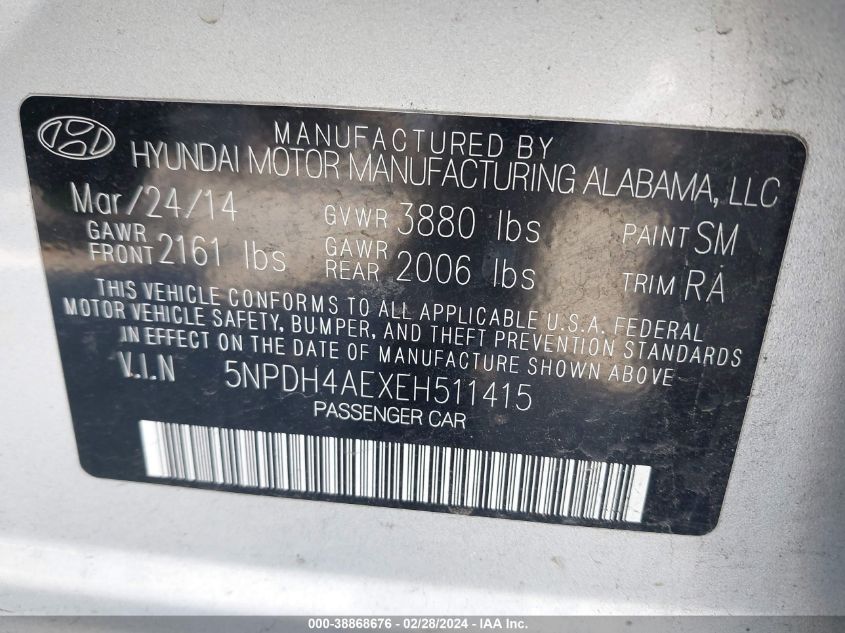 MANUFACTURED BY
HYUNDAI MOTOR MANUFACTURING ALABAMA, LLC
Mar/24/14 GVWR 3880 lbs PAINT SM
GAWR FRONT 2161 lbs GAWR REAR 2006 lbs TRIM RA
THIS VEHICLE CONFORMS TO ALL APPLICABLE U.S.A. FEDERAL
MOTOR VEHICLE SAFETY, BUMPER, AND THEFT PREVENTION STANDARDS
IN EFFECT ON THE DATE OF MANUFACTURE SHOWN ABOVE
V.I.N 5NPDH4AEXEH511415
PASSENGER CAR
000-38868676 / 02/28/2024 - IAA Inc.